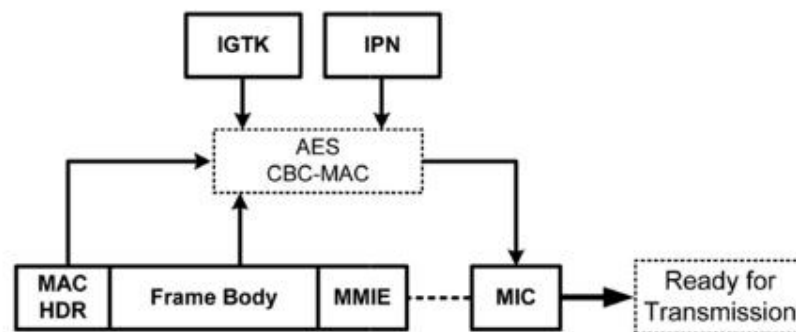 IGTK
IPN
AES
CBC-MAC
MAC
HDR
Frame Body
MMIE
MIC
Ready for
Transmission